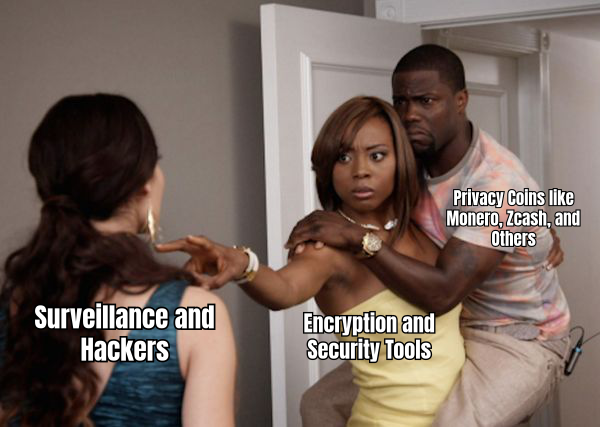 Privacy Coins like
Monero, Zcash, and
Others
Surveillance and
Hackers
Encryption and
Security Tools